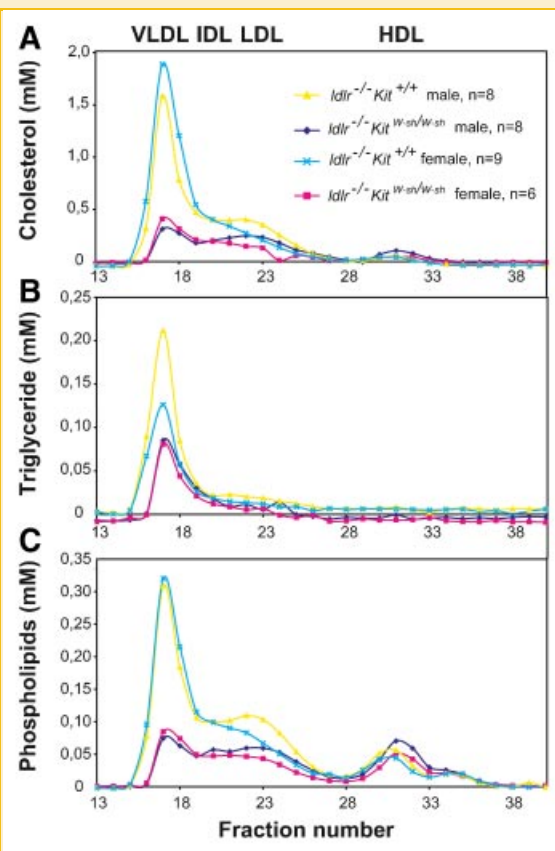 A
VLDL IDL LDL HDL
Cholesterol (mM)
2,0
1,5
1,0
0,5
0
ldlr-/- Kit +/+ male, n=8
ldlr-/- Kit W-sh/W-sh male, n=8
ldlr-/- Kit +/+ female, n=9
ldlr-/- Kit W-sh/W-sh female, n=6
13 18 23 28 33 38
B
Triglyceride (mM)
0,25
0,20
0,15
0,10
0,05
0
13 18 23 28 33 38
C
Phospholipids (mM)
0,35
0,30
0,25
0,20
0,15
0,10
0,05
0
13 18 23 28 33 38
Fraction number